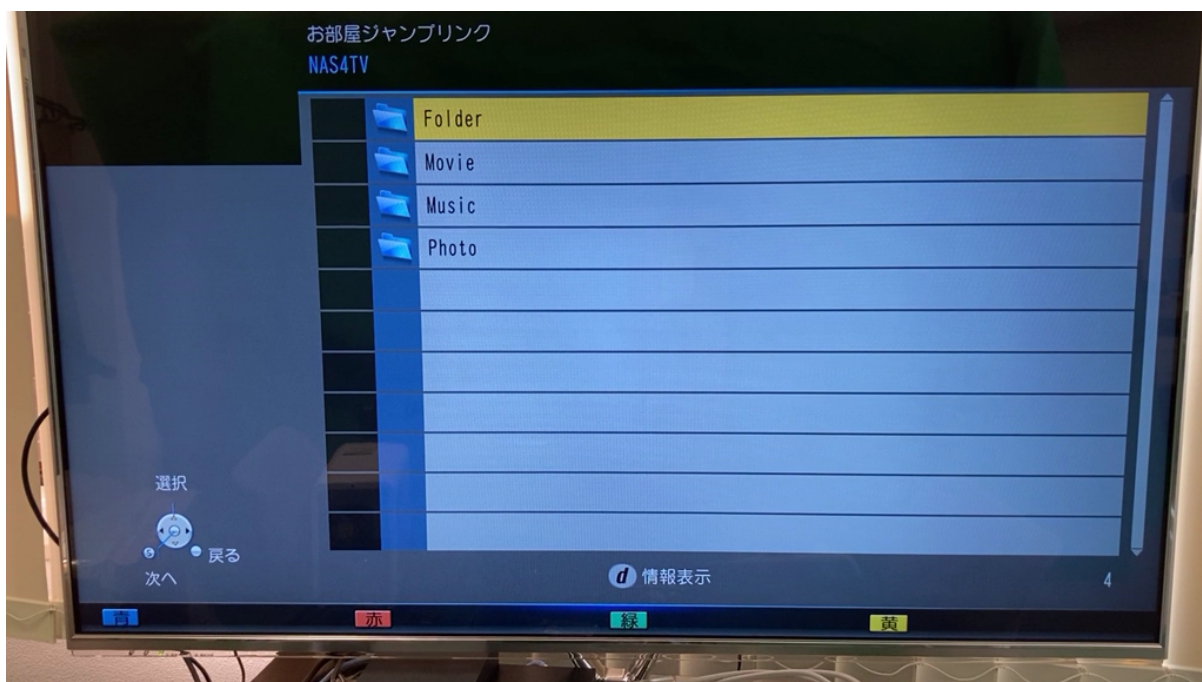 お部屋ジャンプリンク
NAS4TV
Folder
Movie
Music
Photo
選択
戻る
次へ
d 情報表示
4
青 赤 緑 黄